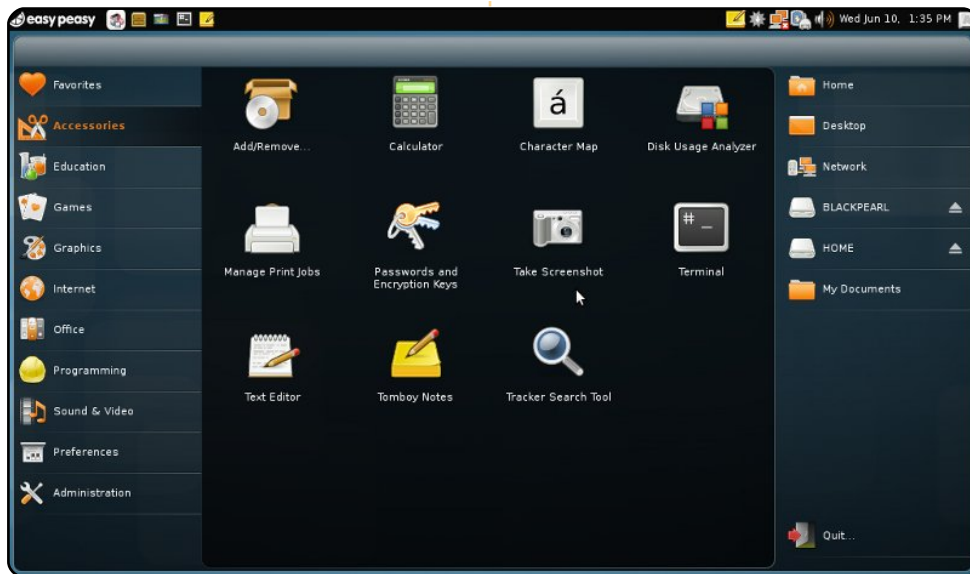 easy peasy
Wed Jun 10, 1:35 PM
Favorites
Accessories
Education
Games
Graphics
Internet
Office
Programming
Sound & Video
Preferences
Administration
Add/Remove...
Calculator
á
Character Map
Disk Usage Analyzer
Manage Print Jobs
Passwords and
Encryption Keys
Take Screenshot
#_
Terminal
Text Editor
Tomboy Notes
Tracker Search Tool
Home
Desktop
Network
BLACKPEARL
HOME
My Documents
Quit...